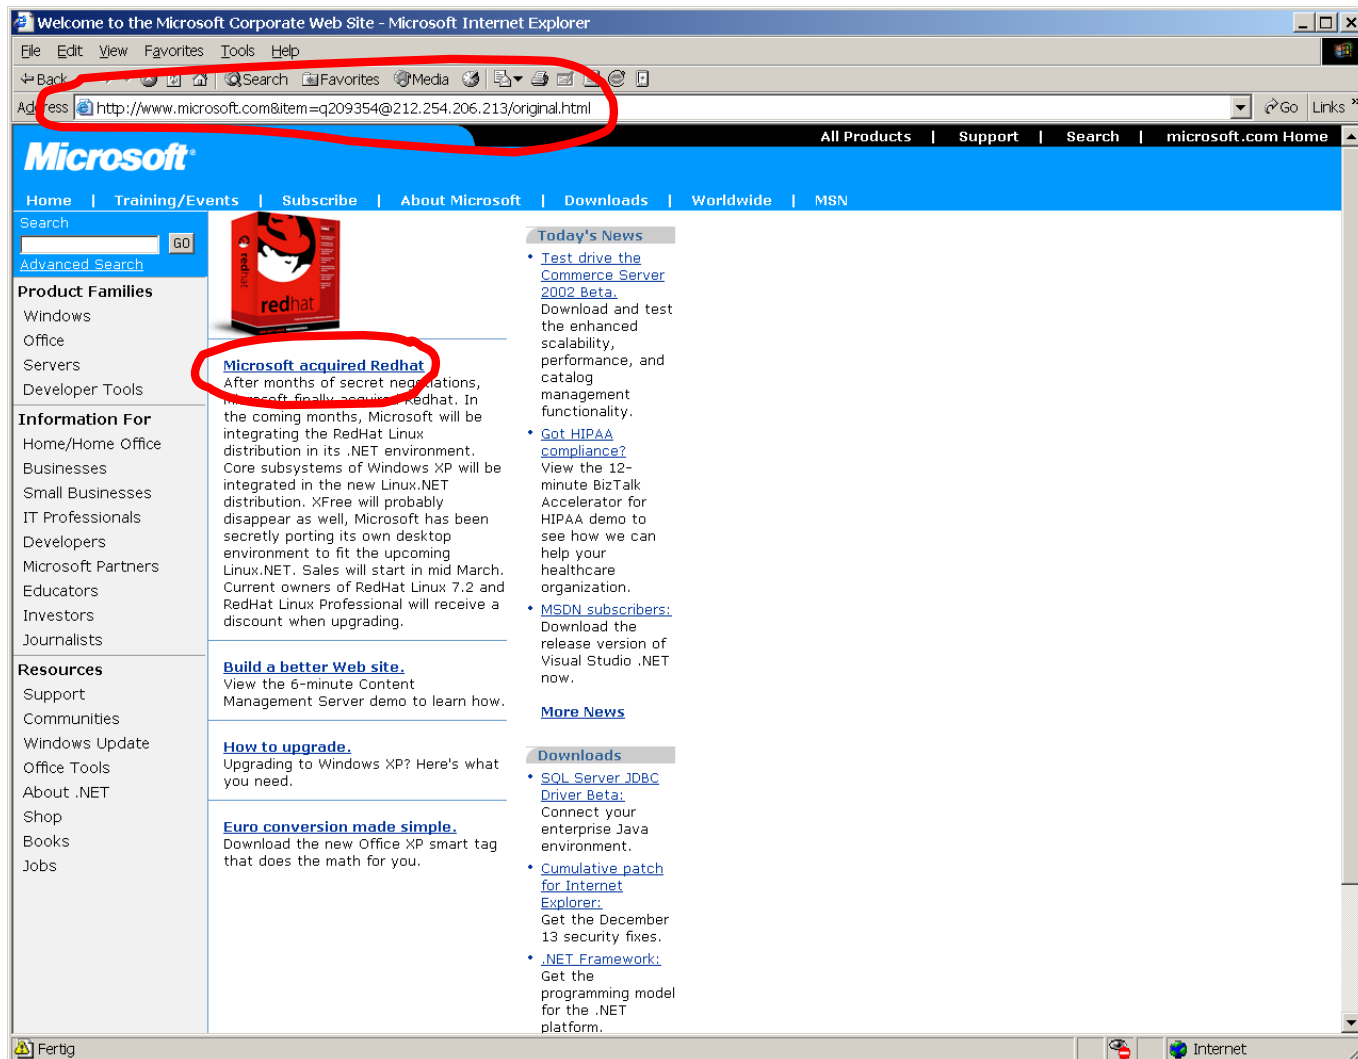 Welcome to the Microsoft Corporate Web Site - Microsoft Internet Explorer
File Edit View Favorites Tools Help
Back Search Favorites Media
Address http://www.microsoft.com&item=q209354@212.254.206.213/original.html Go Links »
All Products | Support | Search | microsoft.com Home
Microsoft
Home | Training/Events | Subscribe | About Microsoft | Downloads | Worldwide | MSN
Search
GO
Advanced Search
Product Families
Windows
Office
Servers
Developer Tools
Information For
Home/Home Office
Businesses
Small Businesses
IT Professionals
Developers
Microsoft Partners
Educators
Investors
Journalists
Resources
Support
Communities
Windows Update
Office Tools
About .NET
Shop
Books
Jobs
redhat
redhat
Microsoft acquired Redhat
After months of secret negotiations,
Microsoft finally acquired Redhat. In
the coming months, Microsoft will be
integrating the RedHat Linux
distribution in its .NET environment.
Core subsystems of Windows XP will be
integrated in the new Linux.NET
distribution. XFree will probably
disappear as well, Microsoft has been
secretly porting its own desktop
environment to fit the upcoming
Linux.NET. Sales will start in mid March.
Current owners of RedHat Linux 7.2 and
RedHat Linux Professional will receive a
discount when upgrading.
Build a better Web site.
View the 6-minute Content
Management Server demo to learn how.
How to upgrade.
Upgrading to Windows XP? Here's what
you need.
Euro conversion made simple.
Download the new Office XP smart tag
that does the math for you.
Today's News
• Test drive the
Commerce Server
2002 Beta.
Download and test
the enhanced
scalability,
performance, and
catalog
management
functionality.
• Got HIPAA
compliance?
View the 12-
minute BizTalk
Accelerator for
HIPAA demo to
see how we can
help your
healthcare
organization.
• MSDN subscribers:
Download the
release version of
Visual Studio .NET
now.
More News
Downloads
• SQL Server JDBC
Driver Beta:
Connect your
enterprise Java
environment.
• Cumulative patch
for Internet
Explorer:
Get the December
13 security fixes.
• .NET Framework:
Get the
programming model
for the .NET
platform.
Fertig
Internet